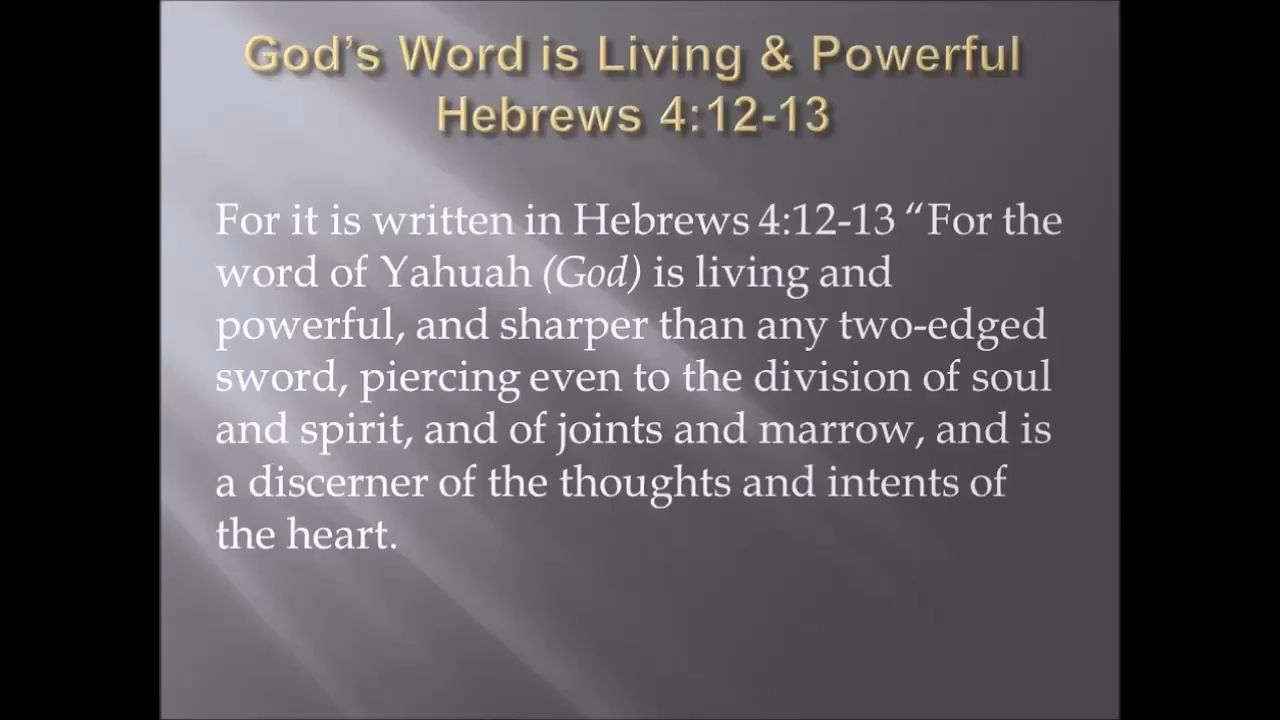 God’s Word is Living & Powerful
Hebrews 4:12-13
For it is written in Hebrews 4:12-13 “For the
word of Yahuah (God) is living and
powerful, and sharper than any two-edged
sword, piercing even to the division of soul
and spirit, and of joints and marrow, and is
a discerner of the thoughts and intents of
the heart.